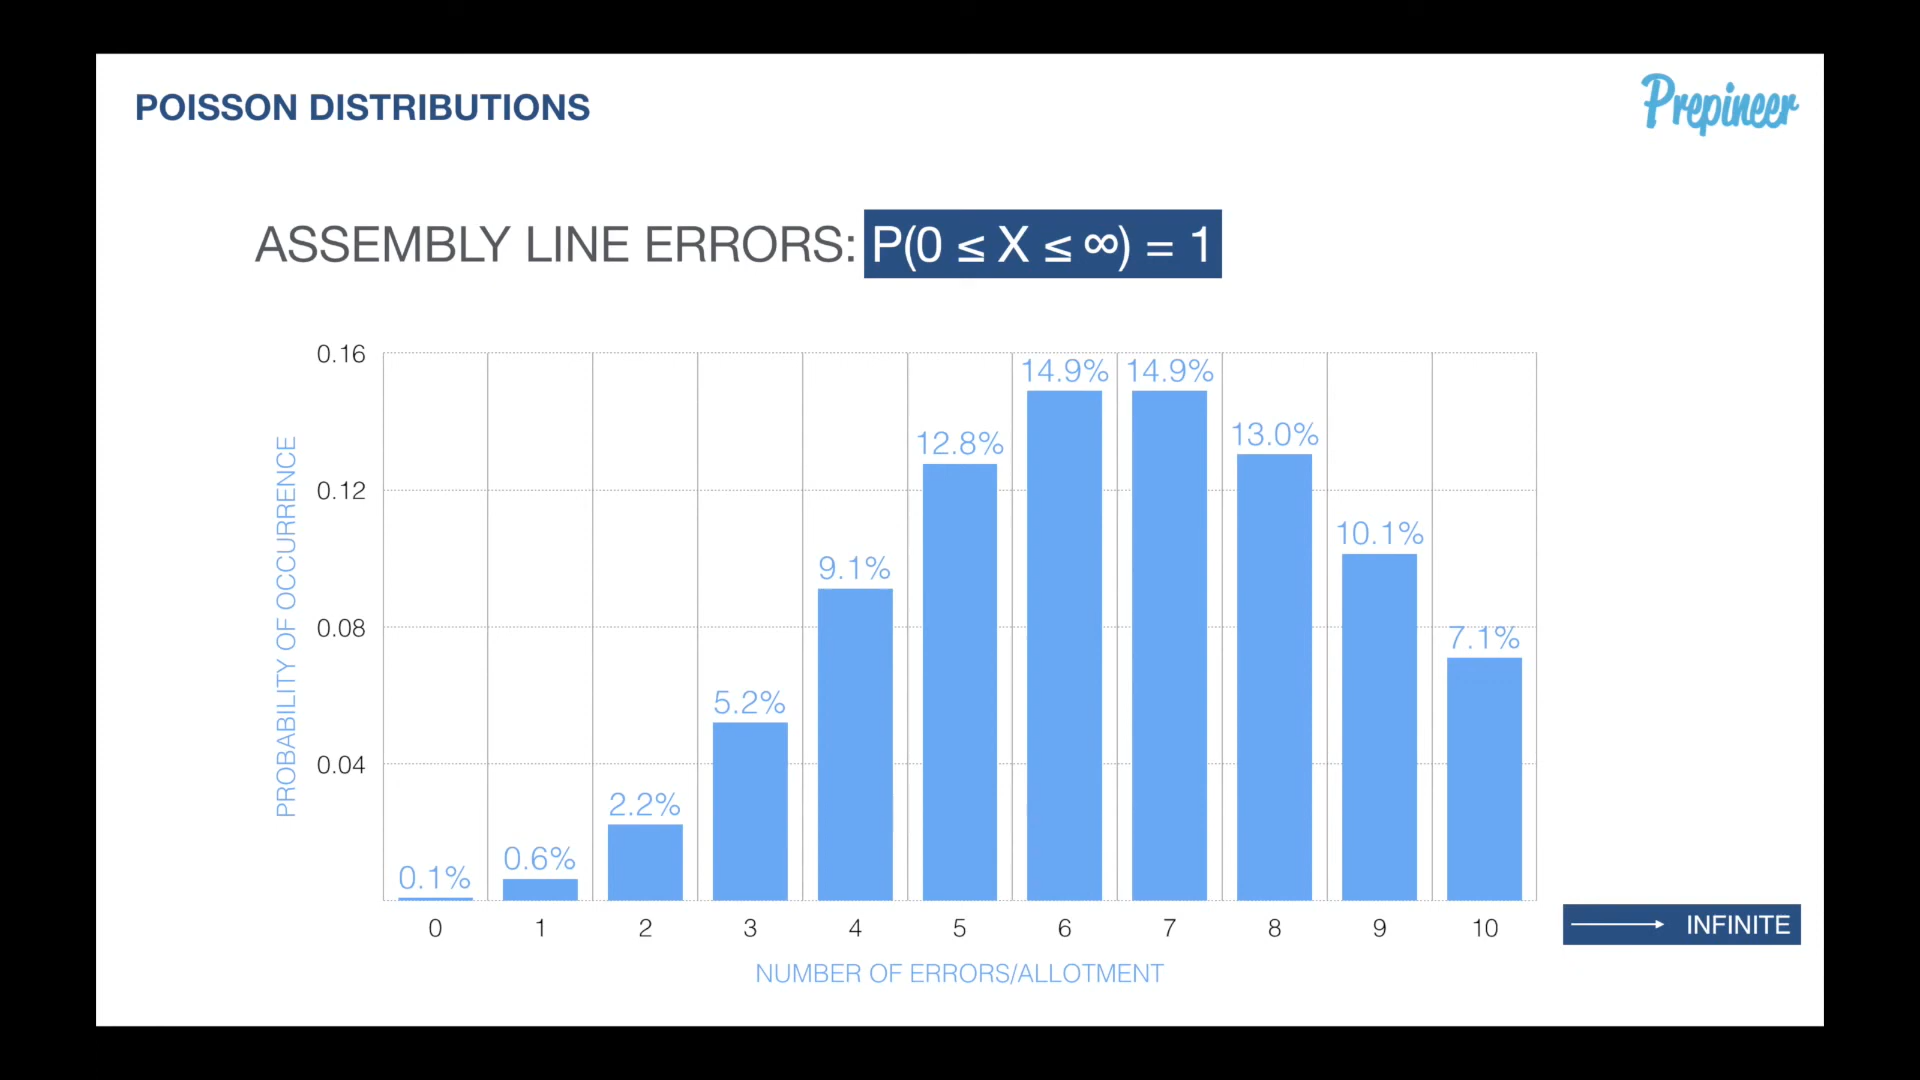 POISSON DISTRIBUTIONS
Prepineer
ASSEMBLY LINE ERRORS: P(0 ≤ X ≤ ∞) = 1
PROBABILITY OF OCCURRENCE
0.16
0.12
0.08
0.04
0.1%
0.6%
2.2%
5.2%
9.1%
12.8%
14.9%
14.9%
13.0%
10.1%
7.1%
0 1 2 3 4 5 6 7 8 9 10
INFINITE
NUMBER OF ERRORS/ALLOTMENT